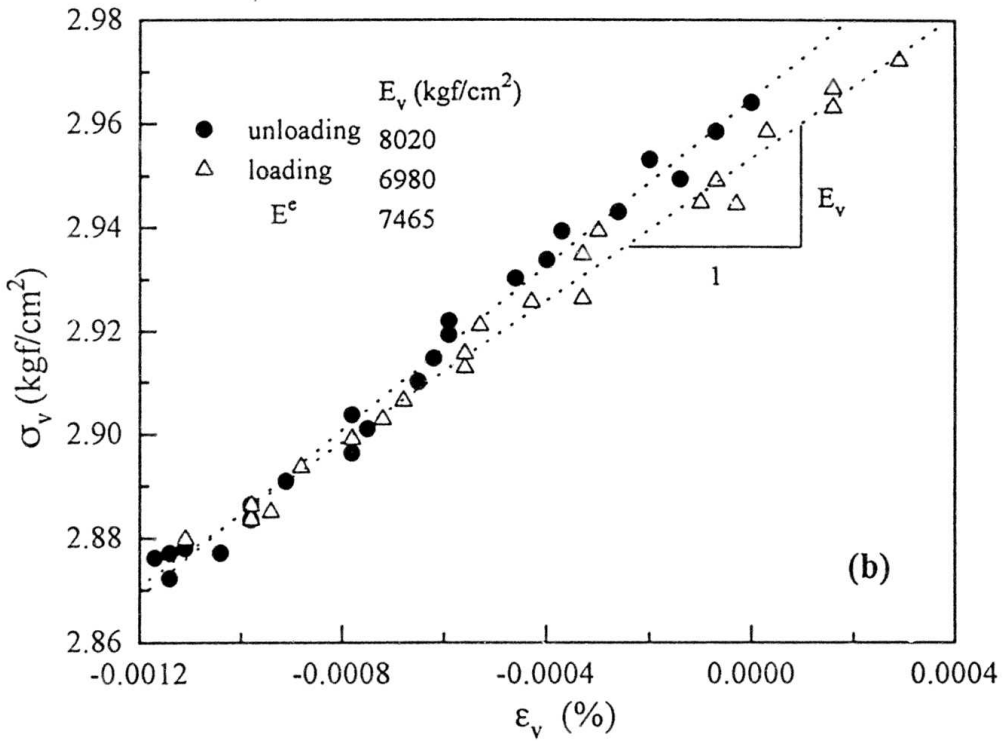 2.98
2.96
2.94
2.92
2.90
2.88
2.86
σv (kgf/cm²)
Ev (kgf/cm²)
unloading 8020
loading 6980
Eᵉ 7465
Ev
1
(b)
-0.0012 -0.0008 -0.0004 0.0000 0.0004
εv (%)